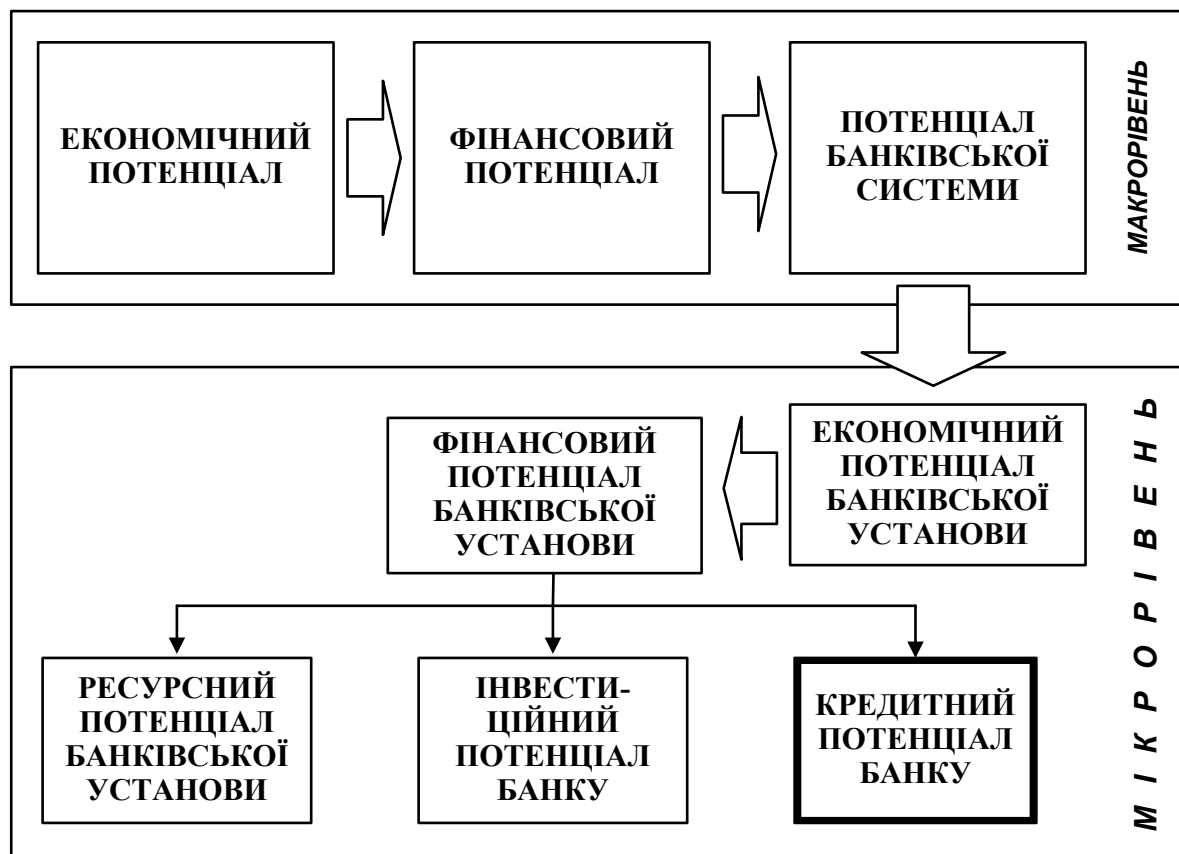 ЕКОНОМІЧНИЙ
ПОТЕНЦІАЛ
ФІНАНСОВИЙ
ПОТЕНЦІАЛ
ПОТЕНЦІАЛ
БАНКІВСЬКОЇ
СИСТЕМИ
МАКРОРІВЕНЬ
ФІНАНСОВИЙ
ПОТЕНЦІАЛ
БАНКІВСЬКОЇ
УСТАНОВИ
ЕКОНОМІЧНИЙ
ПОТЕНЦІАЛ
БАНКІВСЬКОЇ
УСТАНОВИ
РЕСУРСНИЙ
ПОТЕНЦІАЛ
БАНКІВСЬКОЇ
УСТАНОВИ
ІНВЕСТИ-
ЦІЙНИЙ
ПОТЕНЦІАЛ
БАНКУ
КРЕДИТНИЙ
ПОТЕНЦІАЛ
БАНКУ
МІКРОРІВЕНЬ